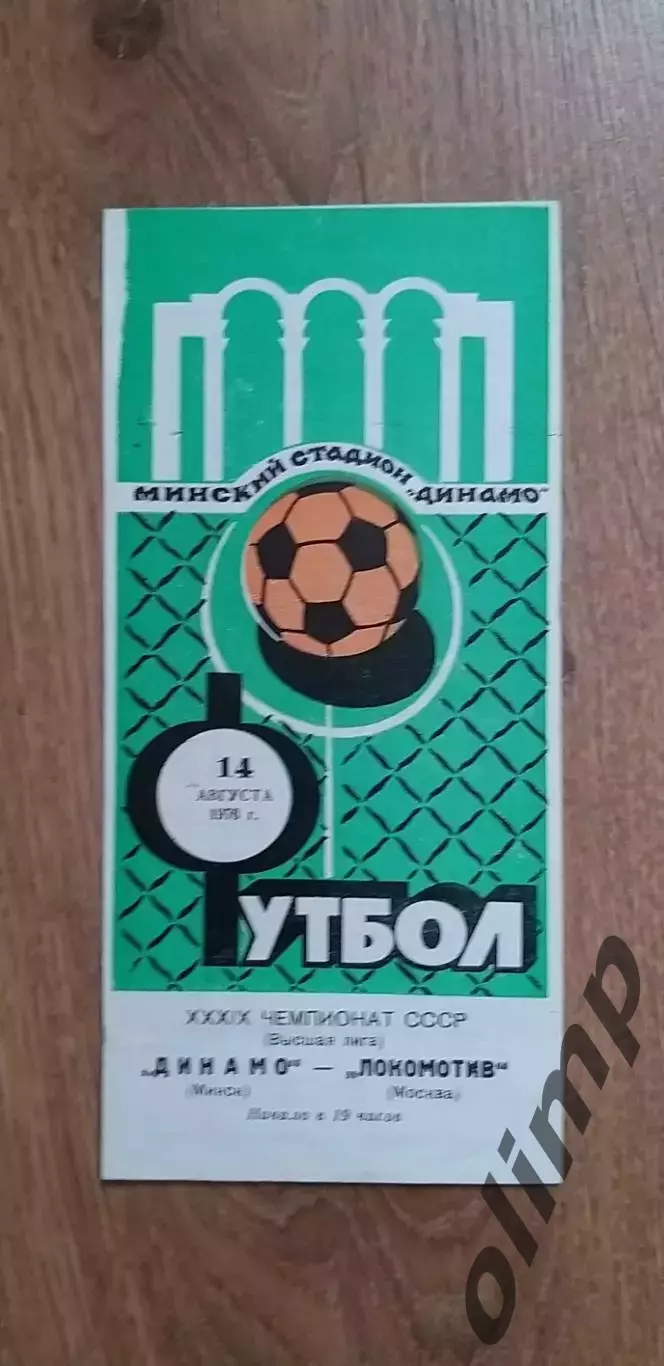 МИНСКИЙ СТАДИОН „ДИНАМО"
14
АВГУСТА
1976 г.
ФУТБОЛ
XXXIX ЧЕМПИОНАТ СССР
(Высшая лига)
„ДИНАМО" — „ЛОКОМОТИВ"
(Минск) (Москва)
Начало в 19 часов
olimp